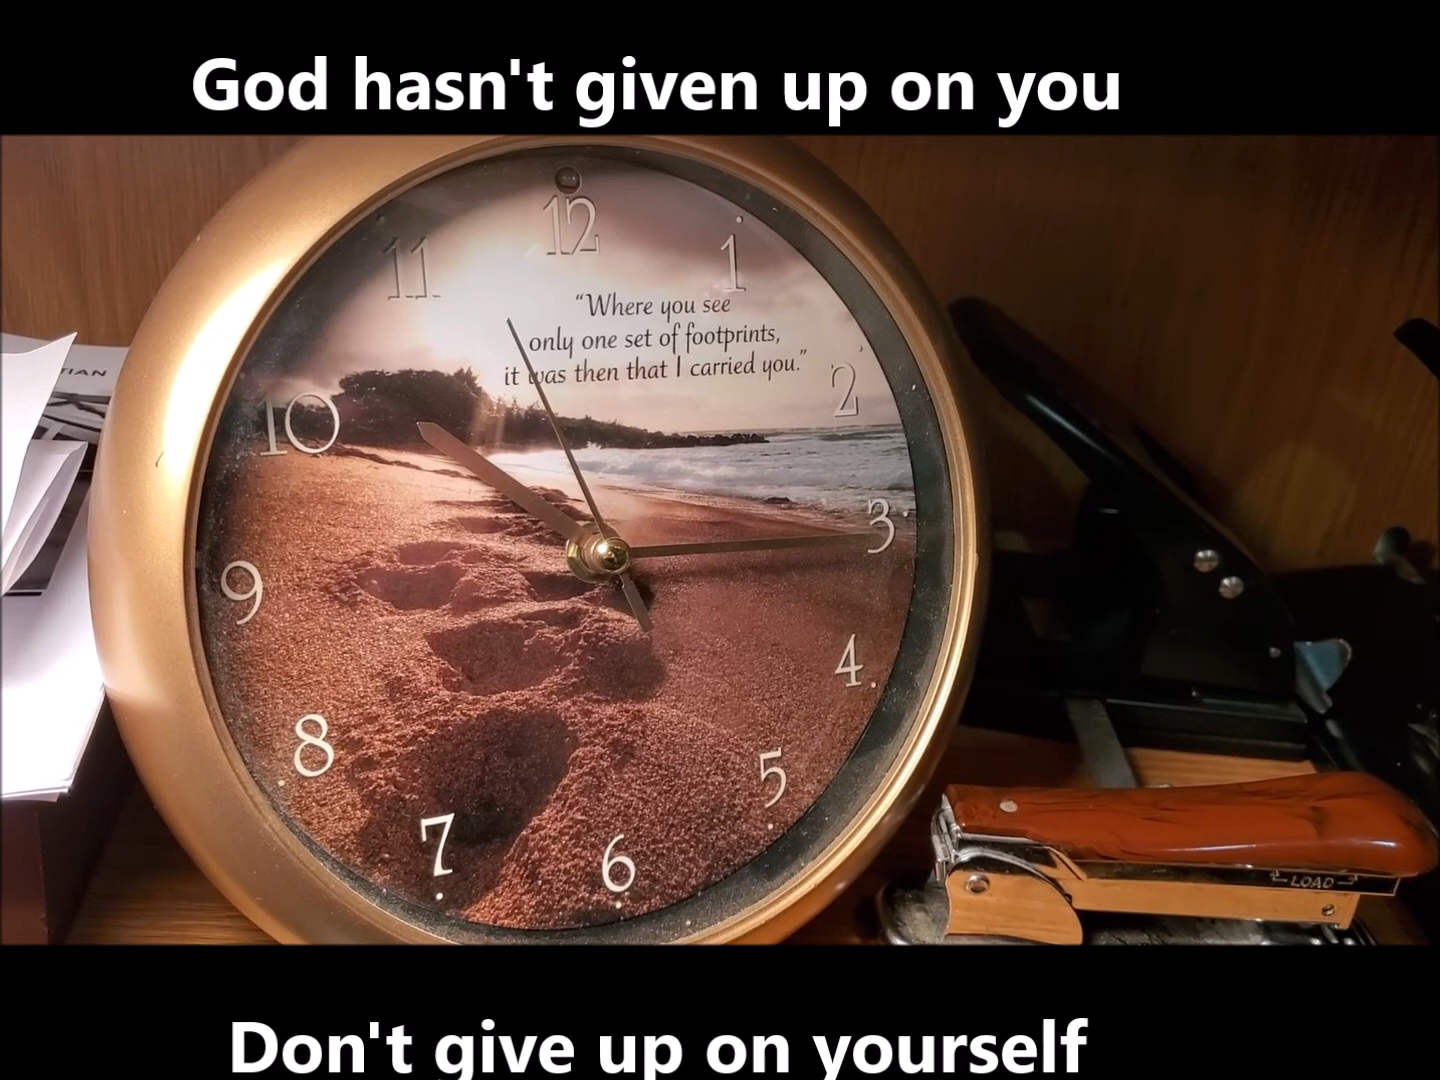 God hasn't given up on you
12
11
1
“Where you see
only one set of footprints,
it was then that I carried you.”
2
10
3
9
4
8
5
7
6
TIAN
LOAD
Don't give up on yourself